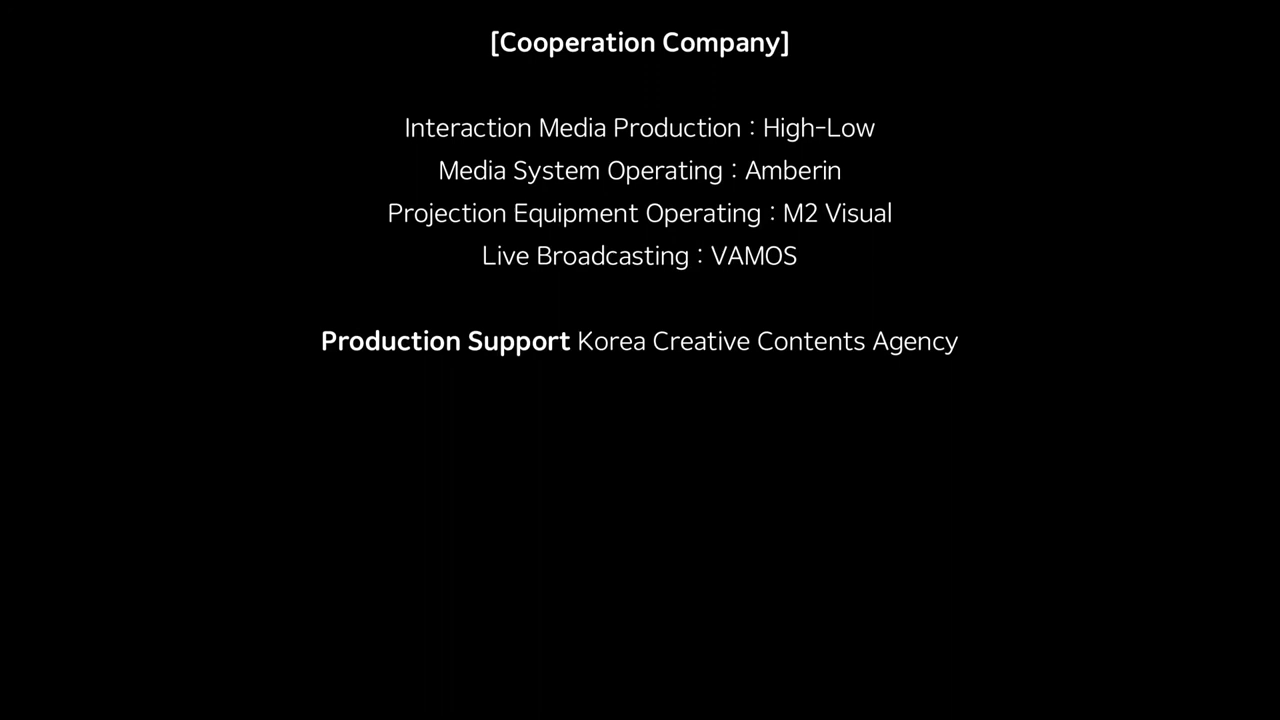 [Cooperation Company]
Interaction Media Production : High-Low
Media System Operating : Amberin
Projection Equipment Operating : M2 Visual
Live Broadcasting : VAMOS
Production Support Korea Creative Contents Agency